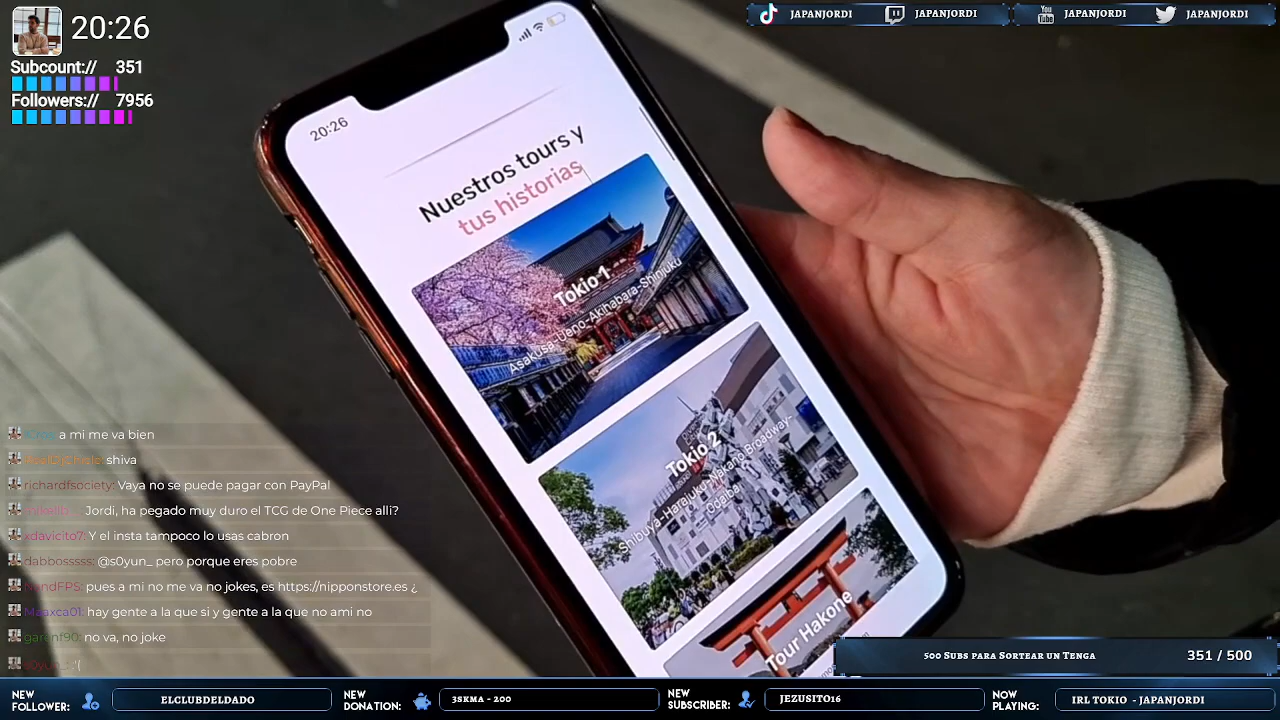 20:26
Subcount:// 351
Followers:// 7956
JAPANJORDI
JAPANJORDI
JAPANJORDI
JAPANJORDI
20:26
Nuestros tours y
tus historias
Tokio 1
Asakusa-Ueno-Akihabara-Shinjuku
Tokio 2
Shibuya-Harajuku-Nakano Broadway-
Odaiba
Tour Hakone
a mi me va bien
shiva
richardfsociety: Vaya no se puede pagar con PayPal
Jordi, ha pegado muy duro el TCG de One Piece alli?
xdavicito7: Y el insta tampoco lo usas cabron
dabbosssss: @s0yun_ pero porque eres pobre
pues a mi no me va no jokes, es https://nipponstore.es ¿
Maaxca01: hay gente a la que si y gente a la que no ami no
garenf90: no va, no joke
s0yun_: :'(
500 Subs para Sortear un Tenga 351 / 500
NEW
FOLLOWER:
ELCLUBDELDADO
NEW
DONATION:
35KMA - 200
NEW
SUBSCRIBER:
JEZUSITO16
NOW
PLAYING:
IRL TOKIO - JAPANJORDI